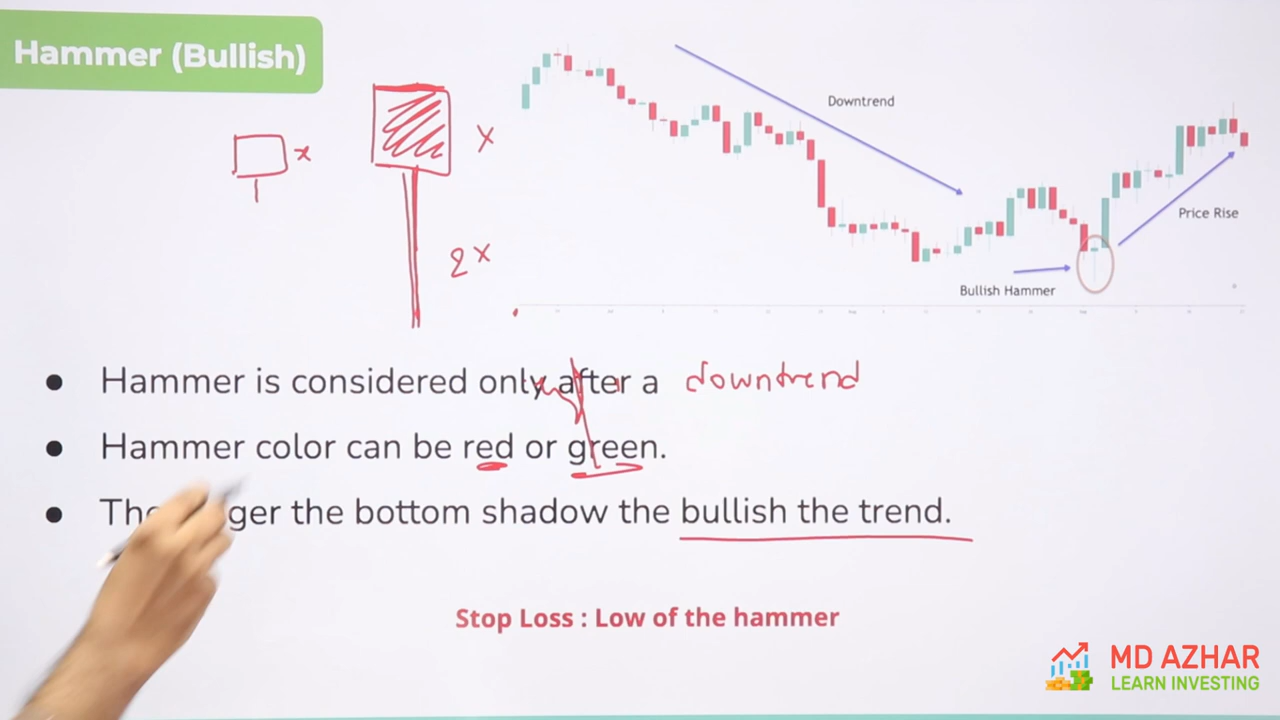 Hammer (Bullish)
x
x
2x
Downtrend
Price Rise
Bullish Hammer
Hammer is considered only after a downtrend
Hammer color can be red or green.
ger the bottom shadow the bullish the trend.
Stop Loss : Low of the hammer
MD AZHAR
LEARN INVESTING